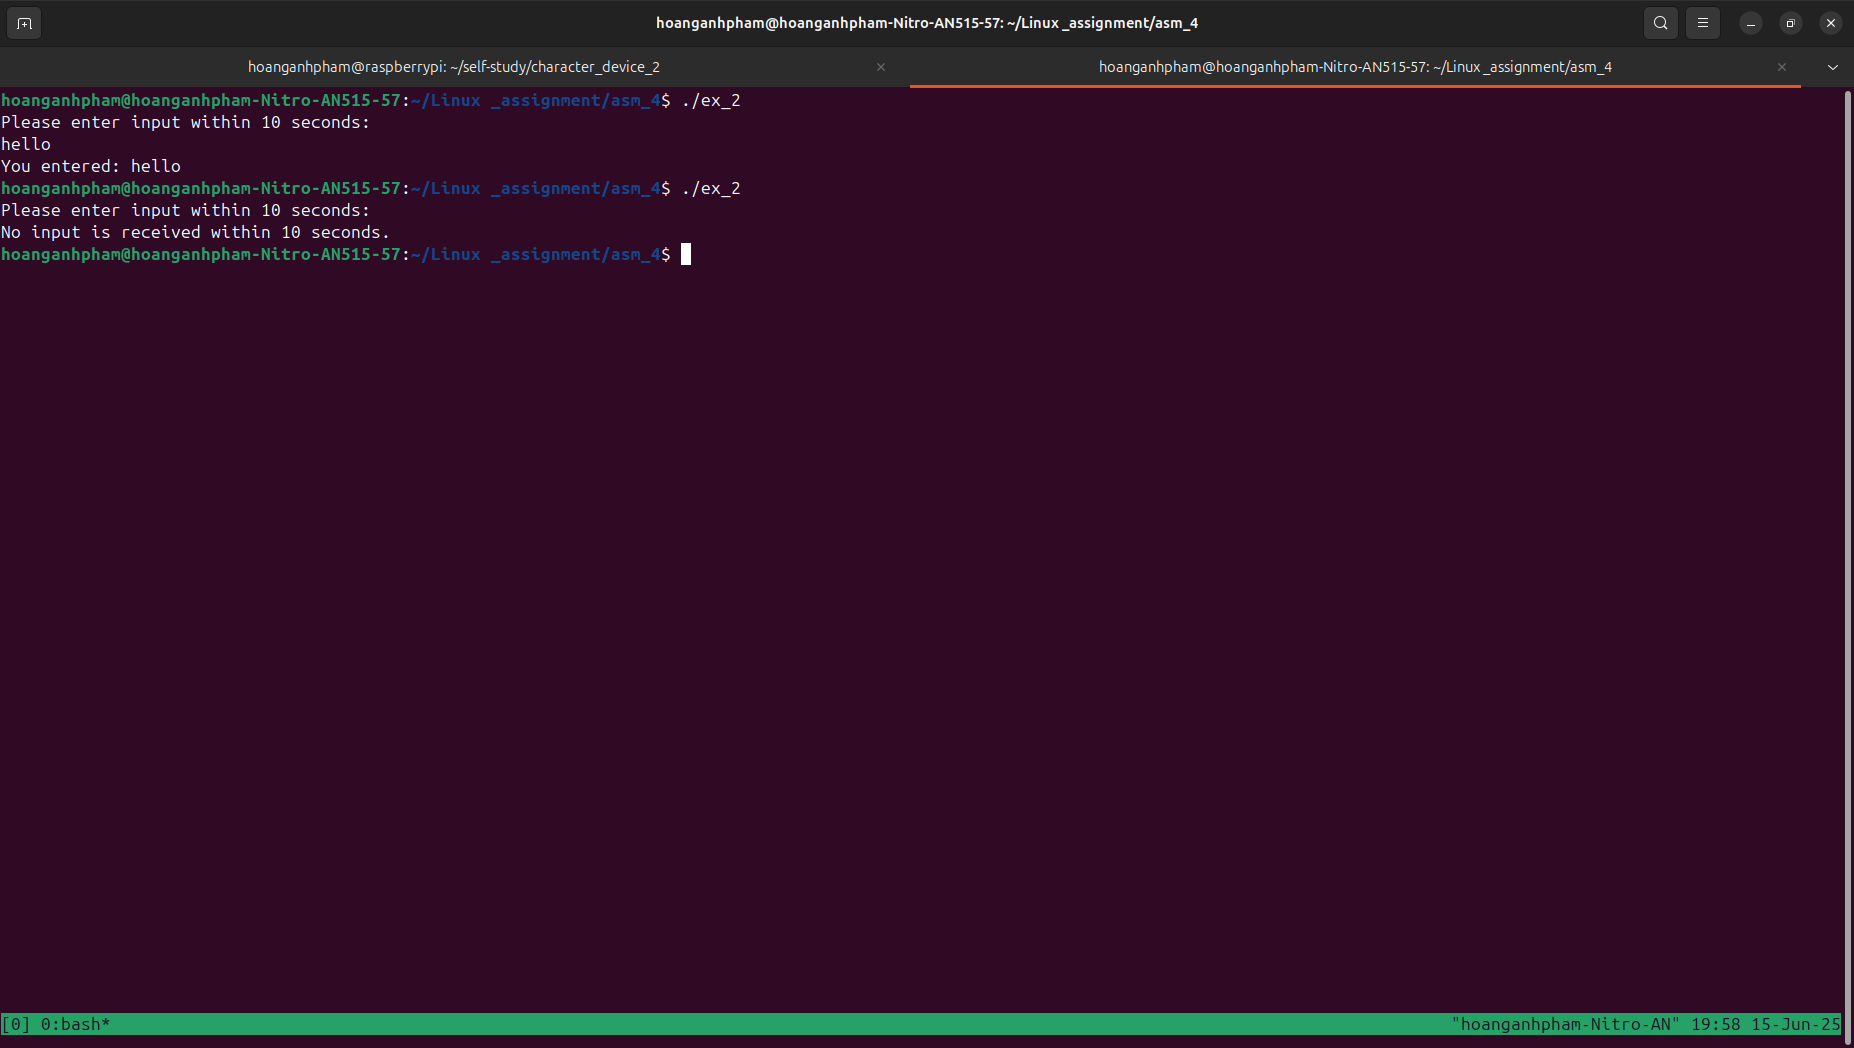 hoanganhpham@hoanganhpham-Nitro-AN515-57: ~/Linux _assignment/asm_4
hoanganhpham@raspberrypi: ~/self-study/character_device_2
hoanganhpham@hoanganhpham-Nitro-AN515-57: ~/Linux _assignment/asm_4
hoanganhpham@hoanganhpham-Nitro-AN515-57:~/Linux _assignment/asm_4$ ./ex_2
Please enter input within 10 seconds:
hello
You entered: hello
hoanganhpham@hoanganhpham-Nitro-AN515-57:~/Linux _assignment/asm_4$ ./ex_2
Please enter input within 10 seconds:
No input is received within 10 seconds.
hoanganhpham@hoanganhpham-Nitro-AN515-57:~/Linux _assignment/asm_4$
[0] 0:bash* "hoanganhpham-Nitro-AN" 19:58 15-Jun-25